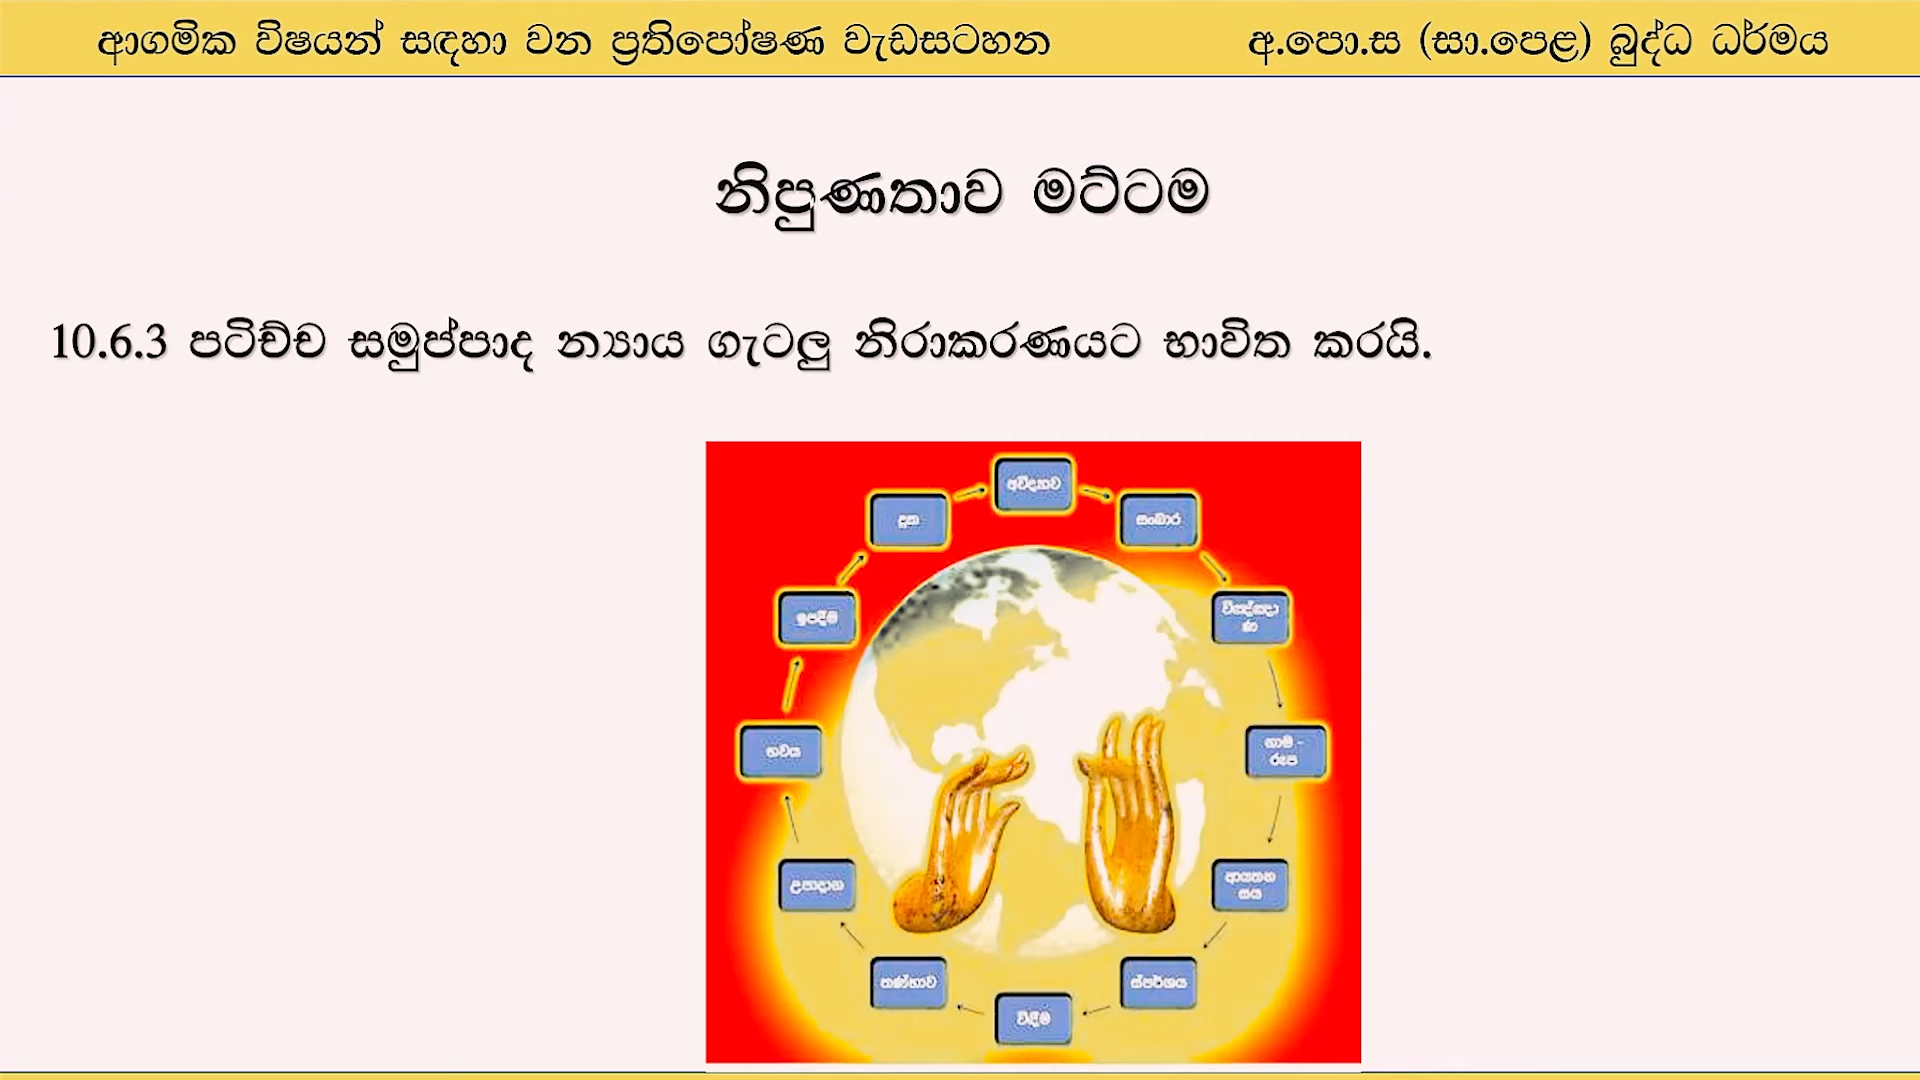 ආගමික විෂයන් සඳහා වන ප්‍රතිපෝෂණ වැඩසටහන
අ.පො.ස (සා.පෙළ) බුද්ධ ධර්මය
නිපුණතාව මට්ටම
10.6.3 පටිච්ච සමුප්පාද න්‍යාය ගැටලු නිරාකරණයට භාවිත කරයි.
අවිද්‍යාව
සංඛාර
විඤ්ඤා
ණ
නාම -
රූප
ආයතන
සය
ස්පර්ශය
විඳීම
තණ්හාව
උපාදාන
භවය
ඉපදීම
දුක